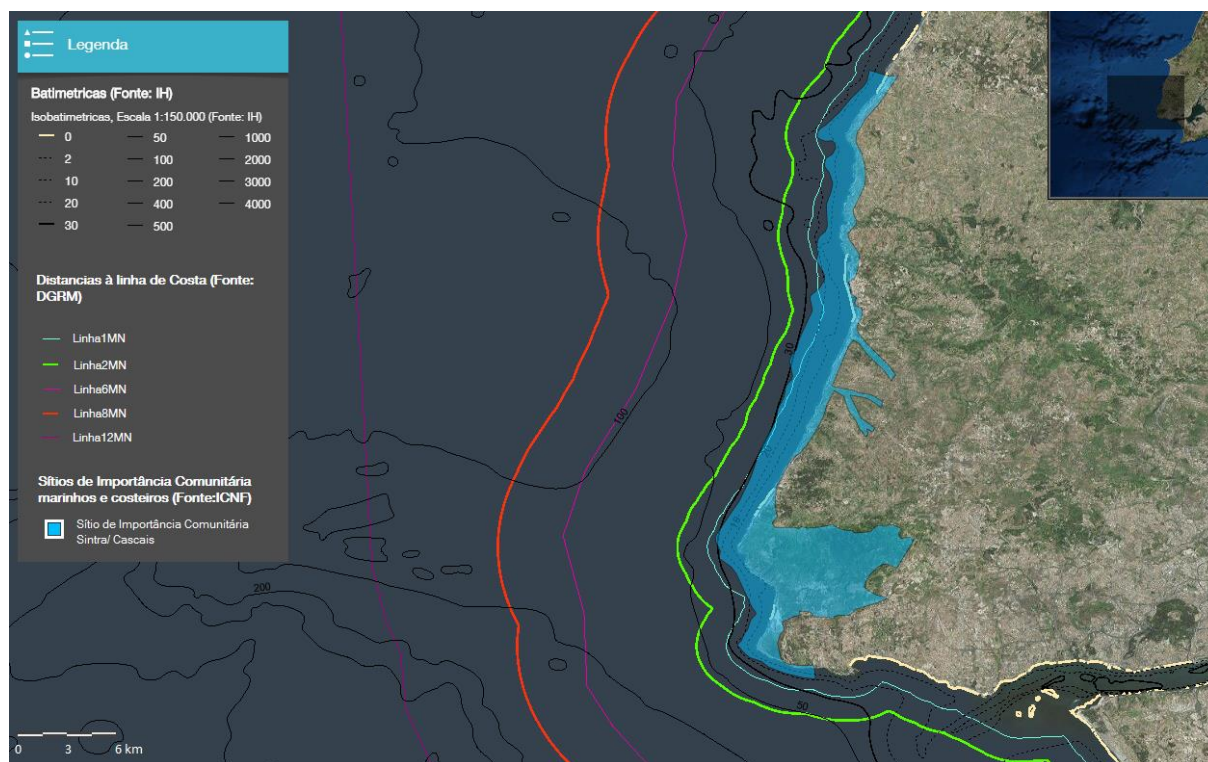 Legenda
Batimetricas (Fonte: IH)
Isobatimetricas, Escala 1:150.000 (Fonte: IH)
0 50 1000
2 100 2000
10 200 3000
20 400 4000
30 500
Distancias à linha de Costa (Fonte:
DGRM)
Linha1MN
Linha2MN
Linha6MN
Linha8MN
Linha12MN
Sítios de Importância Comunitária
marinhos e costeiros (Fonte:ICNF)
Sítio de Importância Comunitária
Sintra/ Cascais
30
100
200
50
0 3 6 km